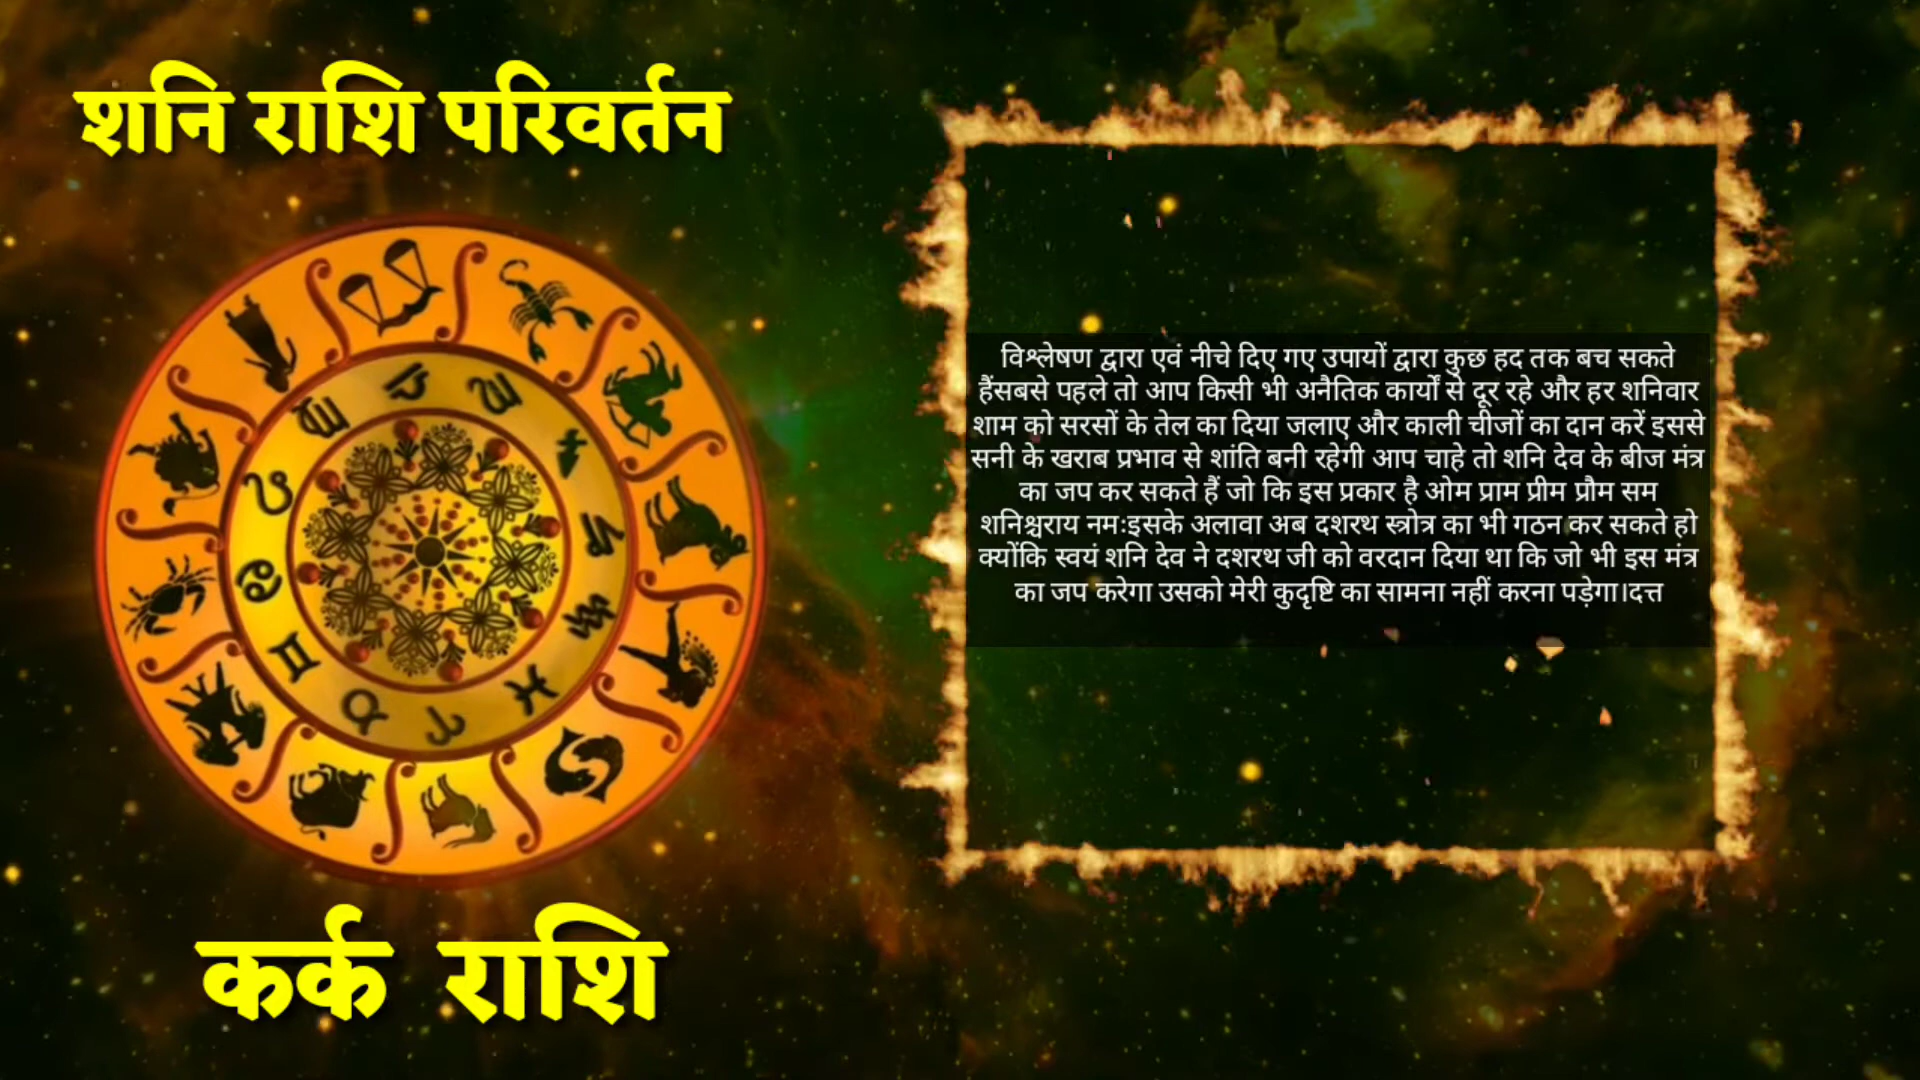 शनि राशि परिवर्तन
विश्लेषण द्वारा एवं नीचे दिए गए उपायों द्वारा कुछ हद तक बच सकते
हैंसबसे पहले तो आप किसी भी अनैतिक कार्यों से दूर रहे और हर शनिवार
शाम को सरसों के तेल का दिया जलाए और काली चीजों का दान करें इससे
सनी के खराब प्रभाव से शांति बनी रहेगी आप चाहे तो शनि देव के बीज मंत्र
का जप कर सकते हैं जो कि इस प्रकार है ओम प्राम प्रीम प्रौम सम
शनिश्चराय नमःइसके अलावा अब दशरथ स्त्रोत्र का भी गठन कर सकते हो
क्योंकि स्वयं शनि देव ने दशरथ जी को वरदान दिया था कि जो भी इस मंत्र
का जप करेगा उसको मेरी कुदृष्टि का सामना नहीं करना पड़ेगा।दत्त
कर्क राशि